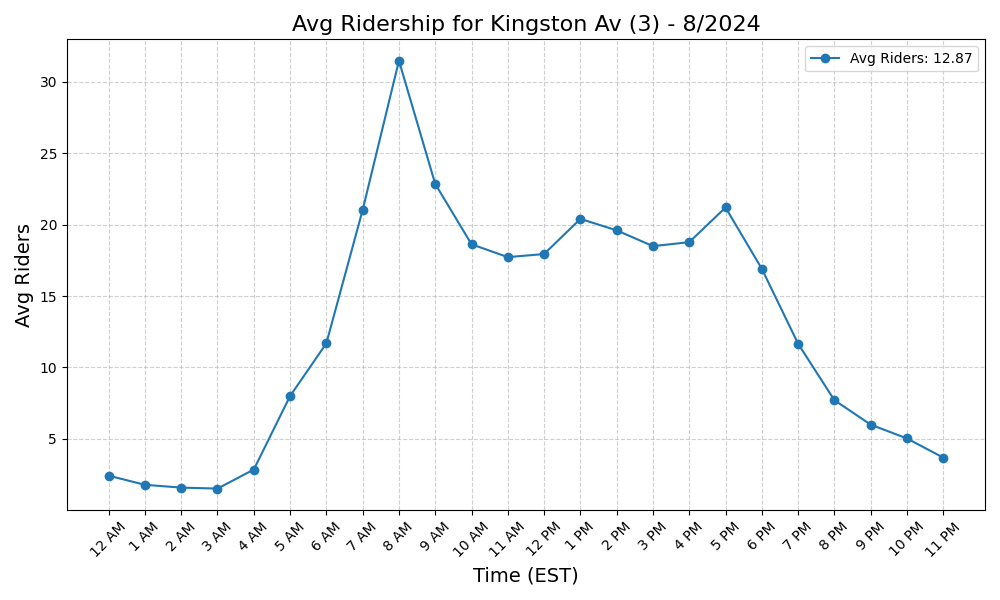 Avg Ridership for Kingston Av (3) - 8/2024
Avg Riders: 12.87
Avg Riders
30
25
20
15
10
5
12 AM
1 AM
2 AM
3 AM
4 AM
5 AM
6 AM
7 AM
8 AM
9 AM
10 AM
11 AM
12 PM
1 PM
2 PM
3 PM
4 PM
5 PM
6 PM
7 PM
8 PM
9 PM
10 PM
11 PM
Time (EST)